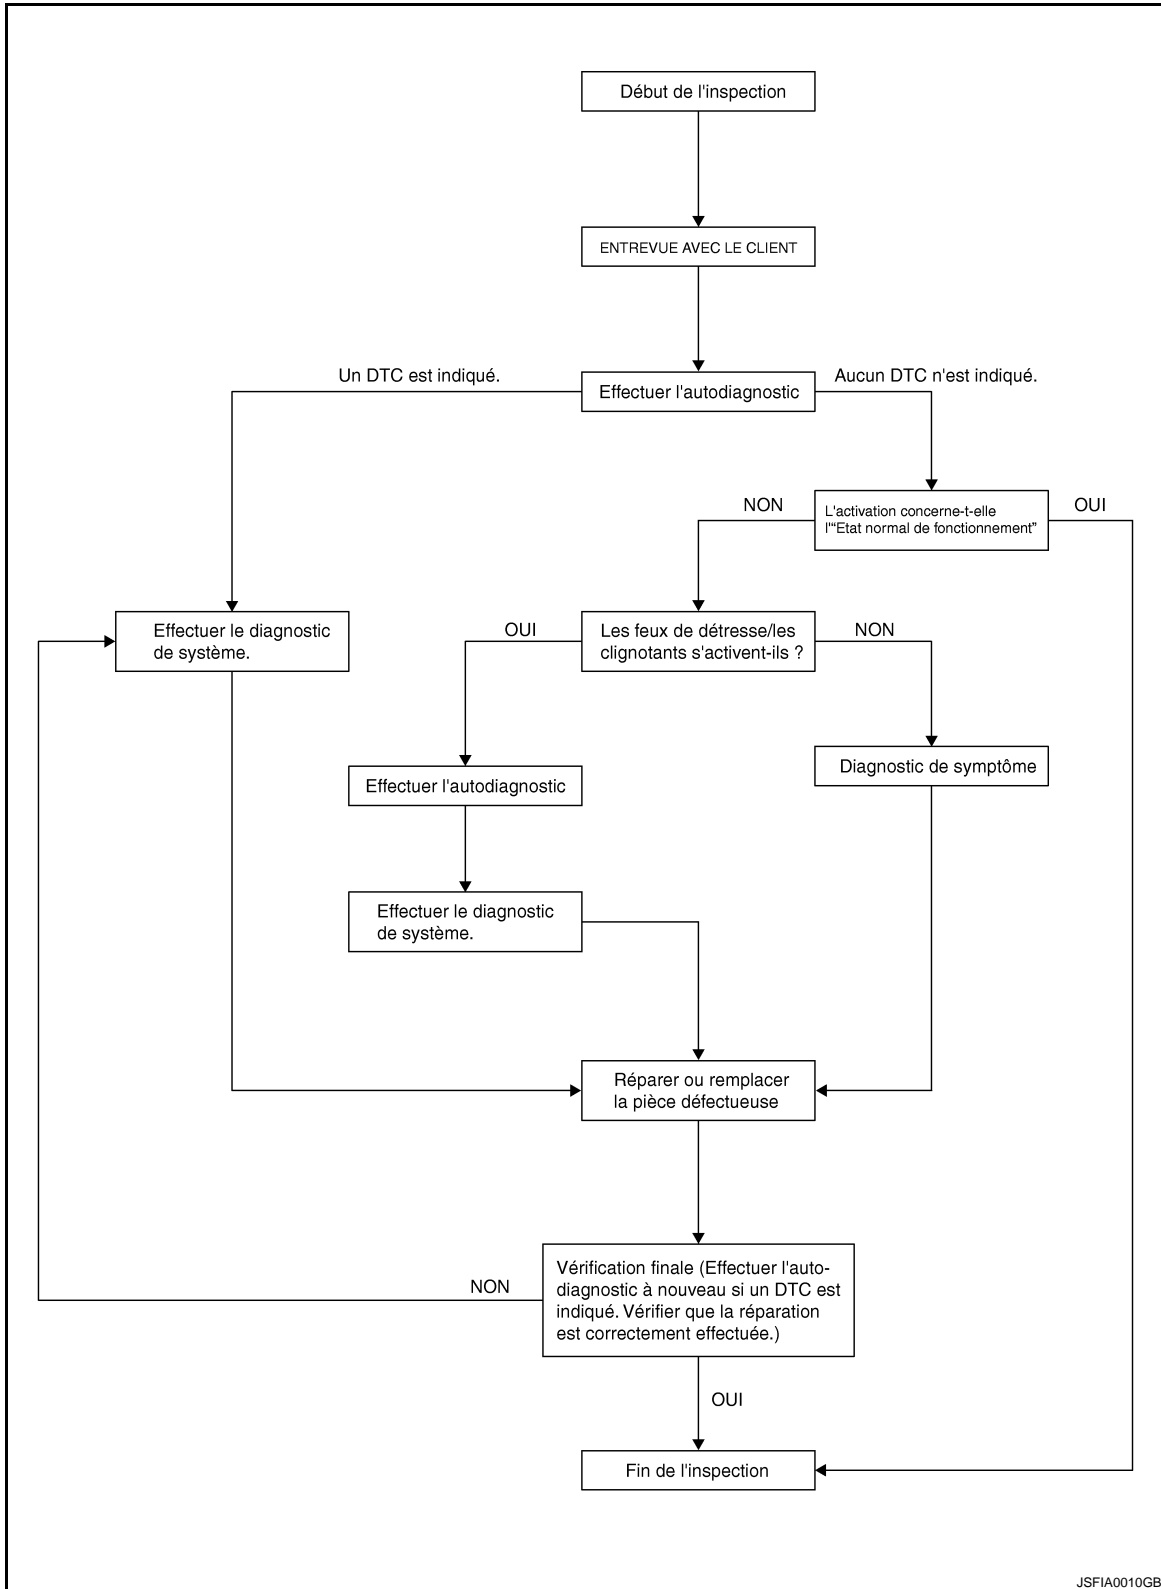 Début de l'inspection
ENTREVUE AVEC LE CLIENT
Un DTC est indiqué.
Effectuer l'autodiagnostic
Aucun DTC n'est indiqué.
NON
L'activation concerne-t-elle
l'“Etat normal de fonctionnement”
OUI
Effectuer le diagnostic
de système.
OUI
Les feux de détresse/les
clignotants s'activent-ils ?
NON
Effectuer l'autodiagnostic
Diagnostic de symptôme
Effectuer le diagnostic
de système.
Réparer ou remplacer
la pièce défectueuse
NON
Vérification finale (Effectuer l'auto-
diagnostic à nouveau si un DTC est
indiqué. Vérifier que la réparation
est correctement effectuée.)
OUI
Fin de l'inspection
JSFIA0010GB